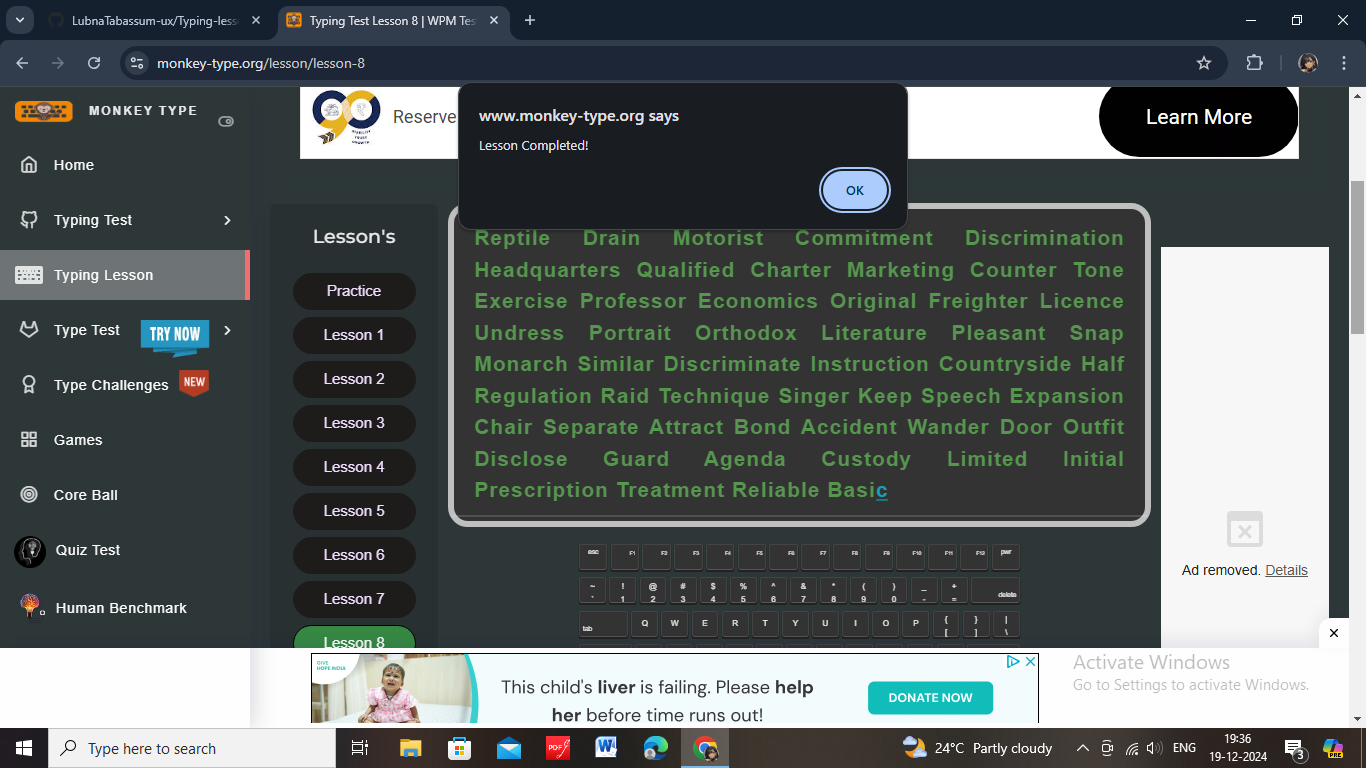 LubnaTabassum-ux/Typing-less
Typing Test Lesson 8 | WPM Tes
monkey-type.org/lesson/lesson-8
MONKEY TYPE
Home
Typing Test
Typing Lesson
Type Test
TRY NOW
Type Challenges
NEW
Games
Core Ball
Quiz Test
Human Benchmark
Reserve
Learn More
www.monkey-type.org says
Lesson Completed!
OK
Lesson's
Practice
Lesson 1
Lesson 2
Lesson 3
Lesson 4
Lesson 5
Lesson 6
Lesson 7
Lesson 8
Reptile Drain Motorist Commitment Discrimination
Headquarters Qualified Charter Marketing Counter Tone
Exercise Professor Economics Original Freighter Licence
Undress Portrait Orthodox Literature Pleasant Snap
Monarch Similar Discriminate Instruction Countryside Half
Regulation Raid Technique Singer Keep Speech Expansion
Chair Separate Attract Bond Accident Wander Door Outfit
Disclose Guard Agenda Custody Limited Initial
Prescription Treatment Reliable Basic
esc F1 F2 F3 F4 F5 F6 F7 F8 F9 F10 F11 F12 pwr
~ ! @ # $ % ^ & * ( ) _ +
` 1 2 3 4 5 6 7 8 9 0 - = delete
tab Q W E R T Y U I O P { } |
[ ] \
Ad removed. Details
GIVE
HOPE INDIA
This child's liver is failing. Please help
her before time runs out!
DONATE NOW
Activate Windows
Go to Settings to activate Windows.
Type here to search
24°C Partly cloudy
ENG
19:36
19-12-2024
3
PRE